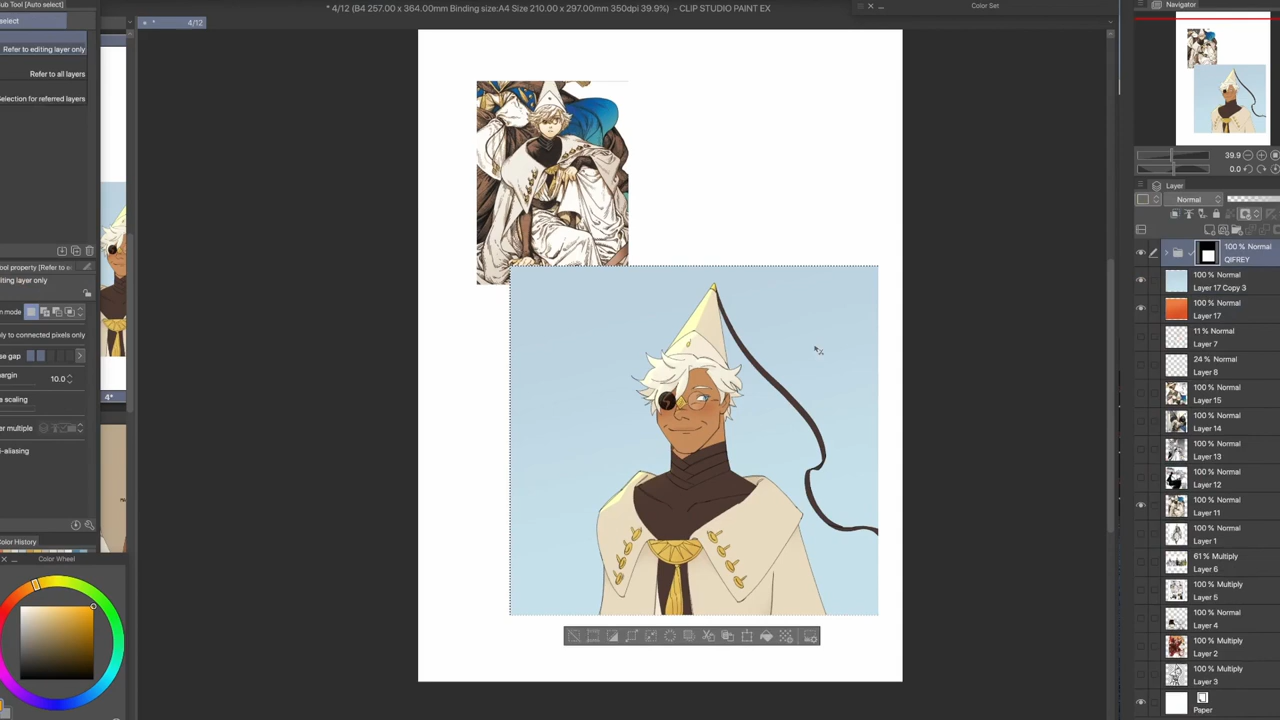 ub Tool [Auto select]
select
Refer to editing layer only
Refer to all layers
Selection for referred layers
ool property [Refer to e
diting layer only
n mode
ly to connected pixels only
se gap
argin
10.0
e scaling
er multiple
i-aliasing
Color History
Color Wheel
* 4/12 (B4 257.00 x 364.00mm Binding size:A4 Size 210.00 x 297.00mm 350dpi 39.9%) - CLIP STUDIO PAINT EX
* 4/12
4*
Color Set
Navigator
39.9
0.0
Layer
Normal
100 % Normal
QIFREY
100 % Normal
Layer 17 Copy 3
100 % Normal
Layer 17
11 % Normal
Layer 7
24 % Normal
Layer 8
100 % Normal
Layer 15
100 % Normal
Layer 14
100 % Normal
Layer 13
100 % Normal
Layer 12
100 % Normal
Layer 11
100 % Normal
Layer 1
61 % Multiply
Layer 6
100 % Multiply
Layer 5
100 % Normal
Layer 4
100 % Multiply
Layer 2
100 % Multiply
Layer 3
Paper